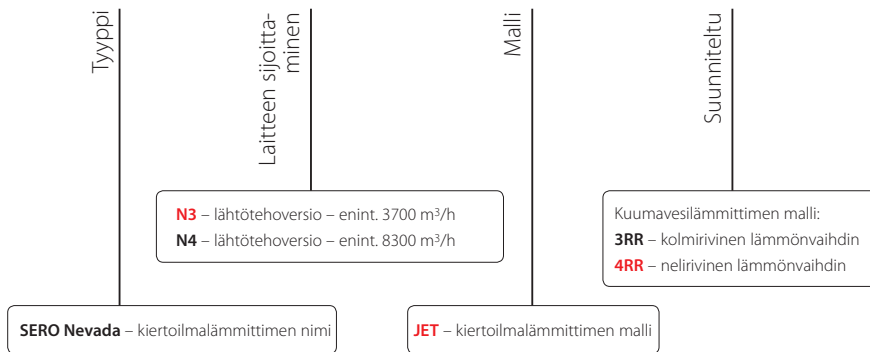 Tyyppi
Laitteen sijoitta-
minen
Malli
Suunniteltu
N3 – lähtötehoversio – enint. 3700 m³/h
N4 – lähtötehoversio – enint. 8300 m³/h
Kuumavesilämmittimen malli:
3RR – kolmirivinen lämmönvaihdin
4RR – nelirivinen lämmönvaihdin
SERO Nevada – kiertoilmalämmittimen nimi
JET – kiertoilmalämmittimen malli